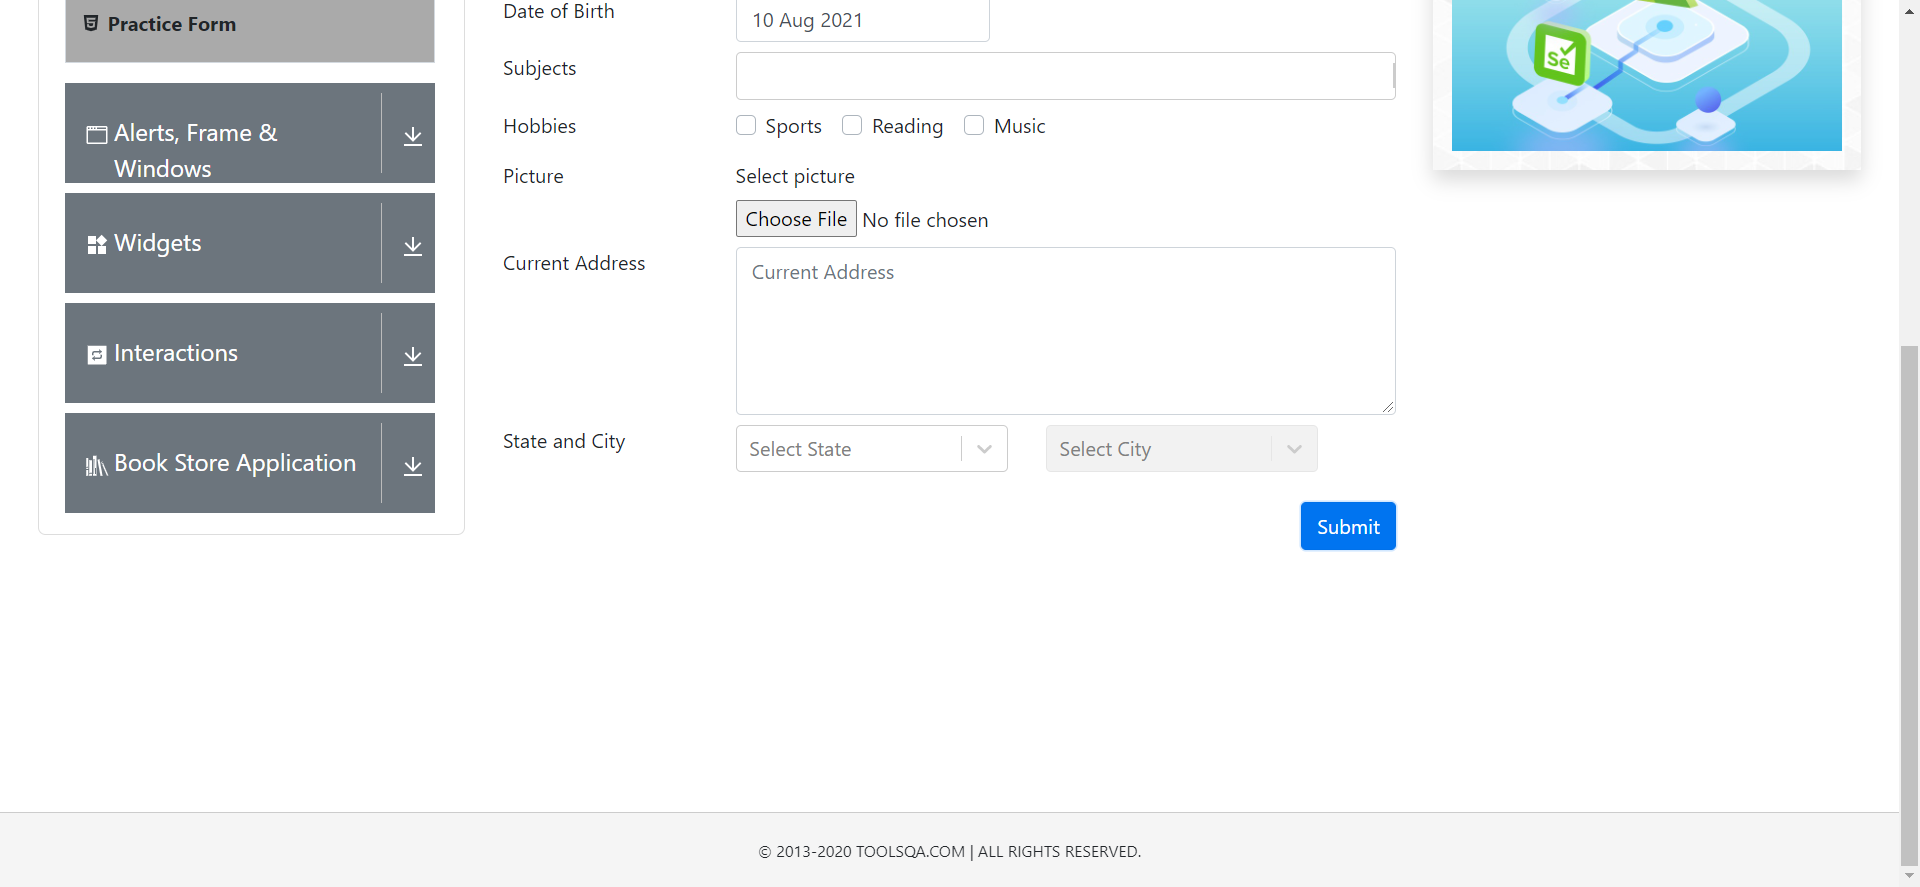 Practice Form
Alerts, Frame &
Windows
Widgets
Interactions
Book Store Application
Date of Birth
10 Aug 2021
Subjects
Hobbies
Sports Reading Music
Picture
Select picture
Choose File No file chosen
Current Address
Current Address
State and City
Select State
Select City
Submit
Se
© 2013-2020 TOOLSQA.COM | ALL RIGHTS RESERVED.